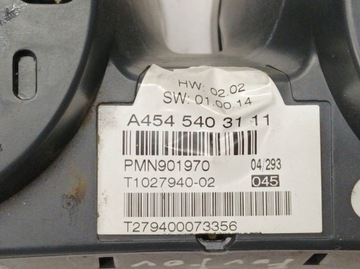 HW: 02.02
SW: 01.00.14
A454 540 31 11
PMN901970 04/293
T1027940-02 045
T279400073356